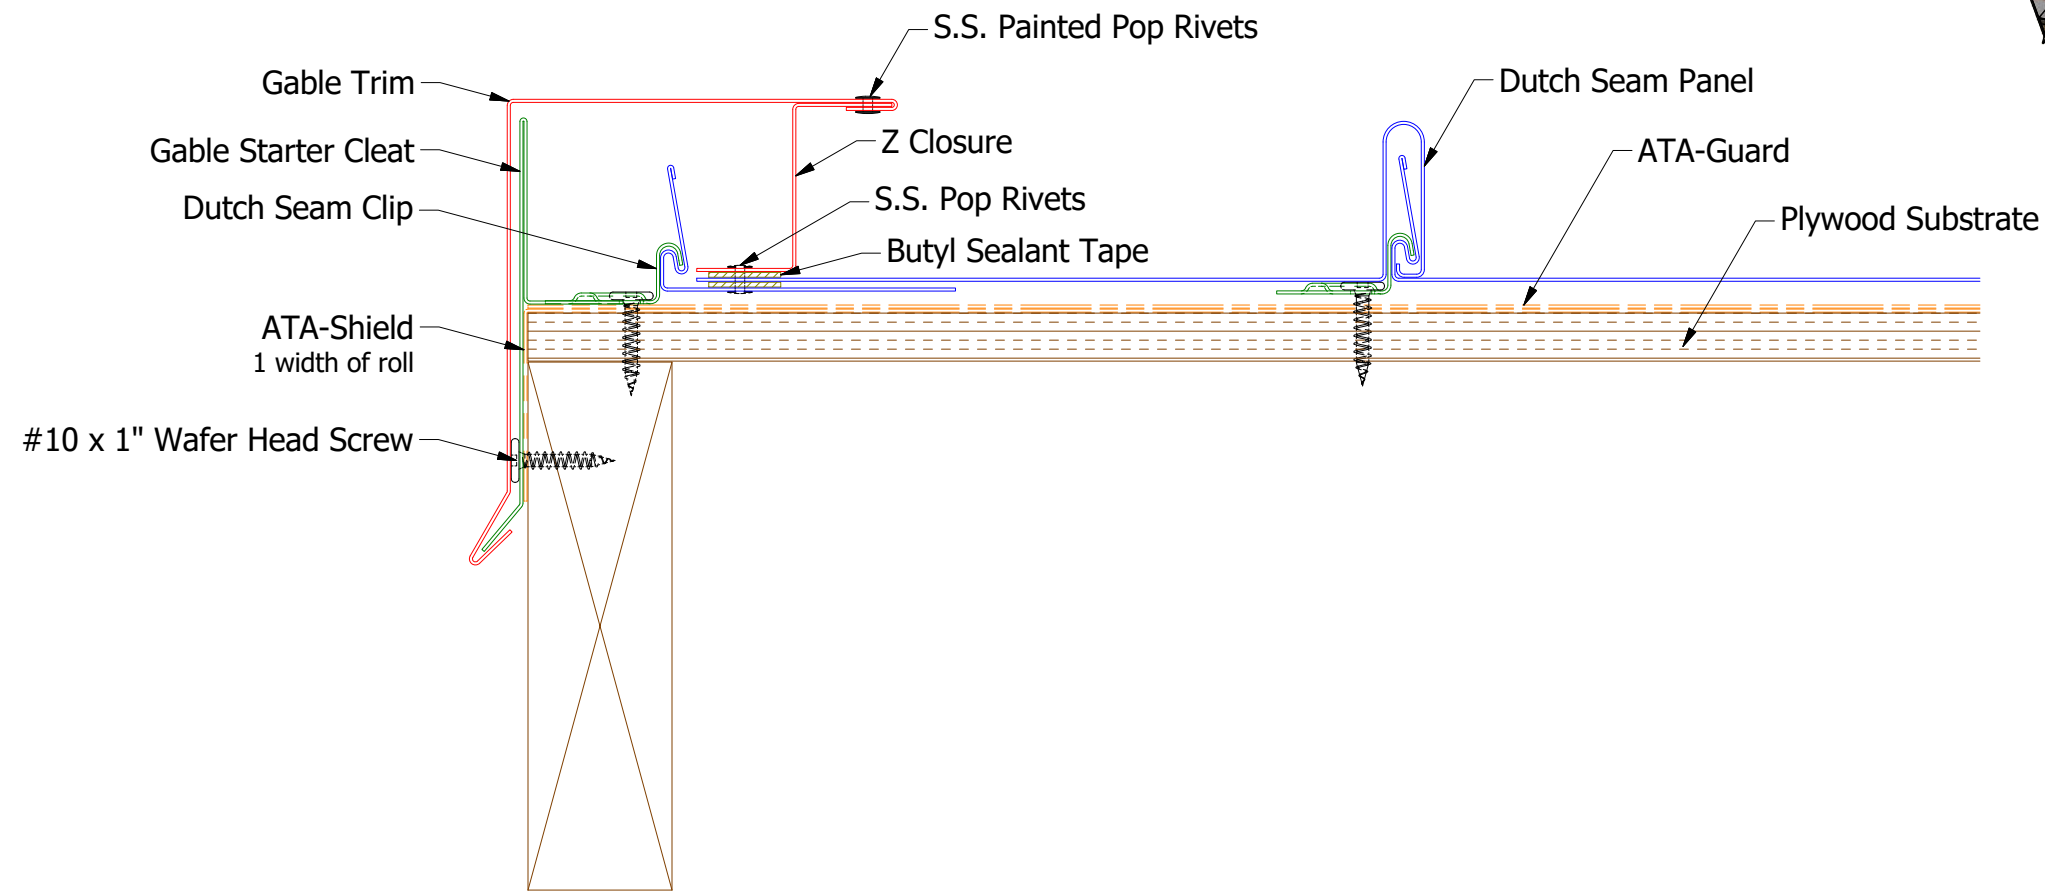 S.S. Painted Pop Rivets
Gable Trim
Dutch Seam Panel
Gable Starter Cleat
Z Closure
ATA-Guard
Dutch Seam Clip
S.S. Pop Rivets
Plywood Substrate
Butyl Sealant Tape
ATA-Shield
1 width of roll
#10 x 1" Wafer Head Screw